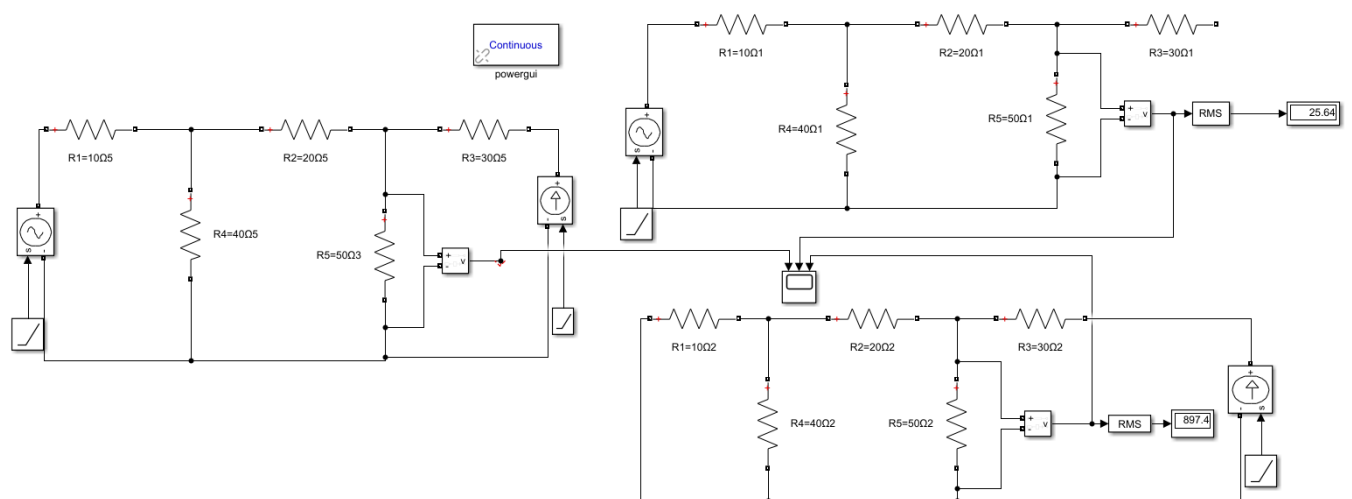 Continuous
powergui
R1=10Ω1
R2=20Ω1
R3=30Ω1
R4=40Ω1
R5=50Ω1
+
-
v
RMS
25.64
+
-
s
R1=10Ω5
R2=20Ω5
R3=30Ω5
R4=40Ω5
R5=50Ω3
+
-
v
+
-
s
+
-
s
R1=10Ω2
R2=20Ω2
R3=30Ω2
R4=40Ω2
R5=50Ω2
+
-
v
RMS
897.4
+
-
s